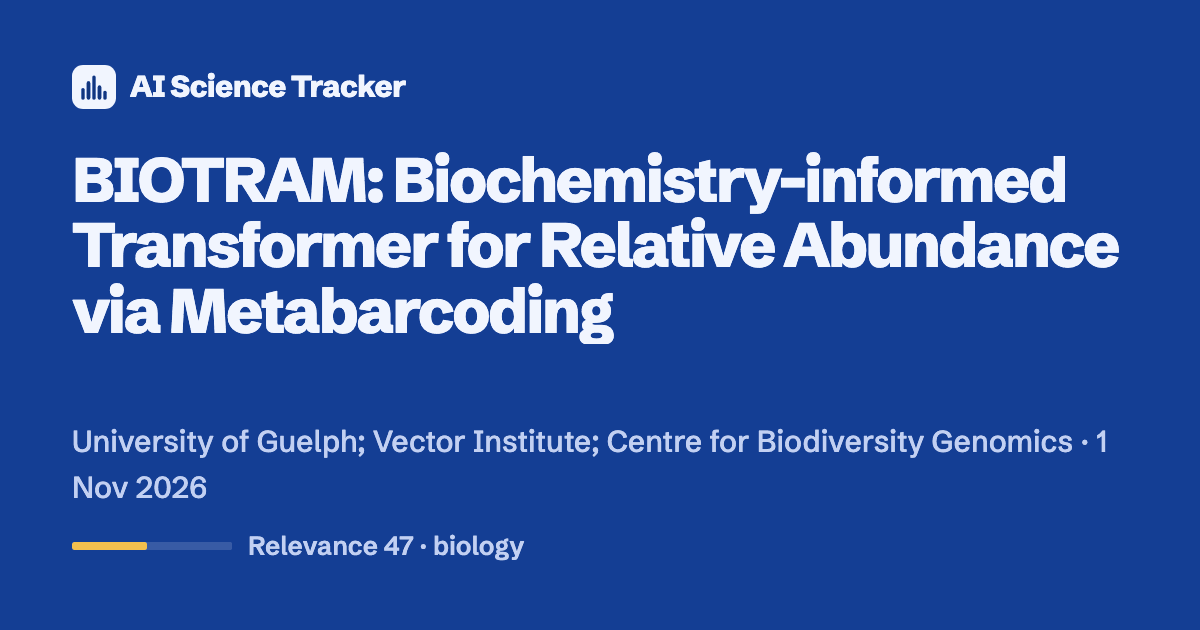 AI Science Tracker
BIOTRAM: Biochemistry-informed
Transformer for Relative Abundance
via Metabarcoding
University of Guelph; Vector Institute; Centre for Biodiversity Genomics · 1
Nov 2026
Relevance 47 · biology